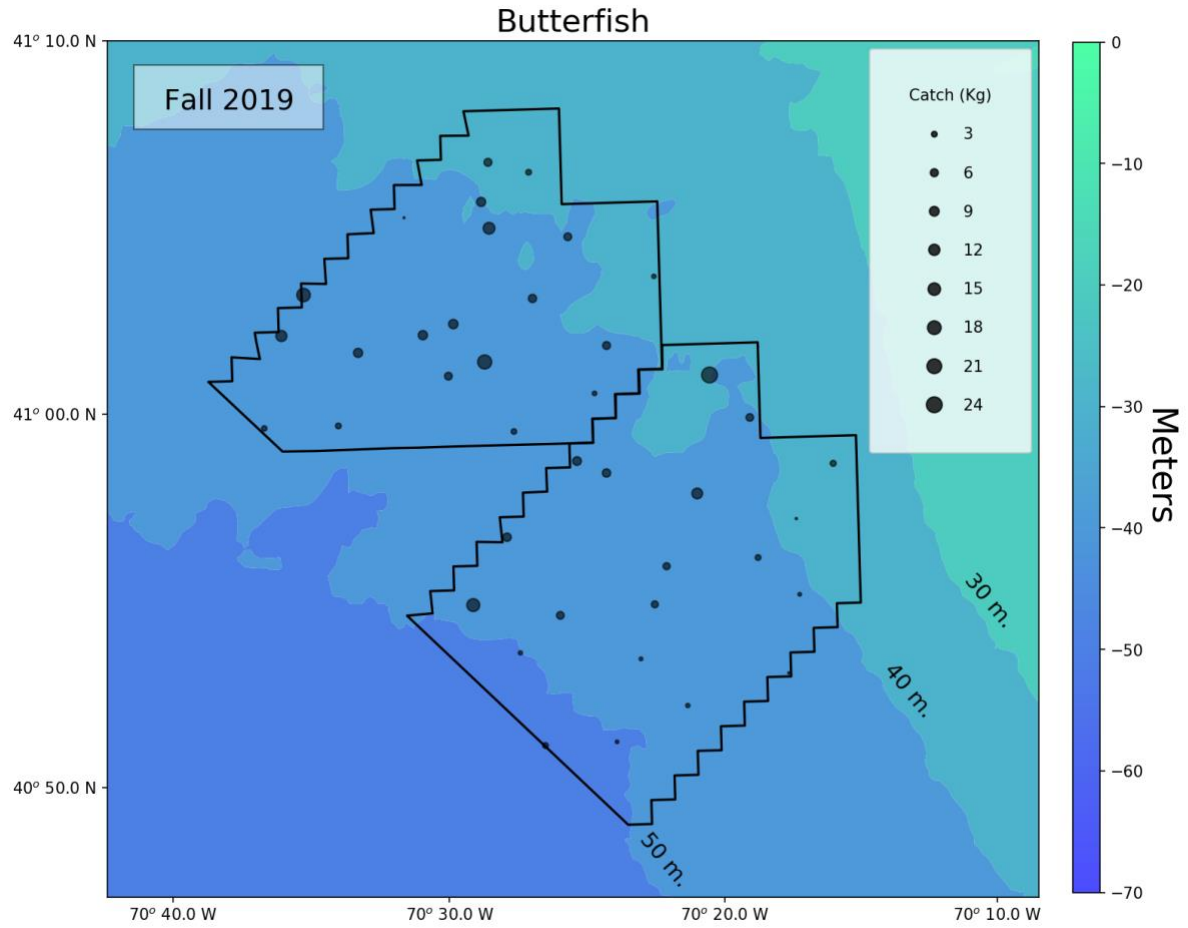 Butterfish
41° 10.0 N
41° 00.0 N
40° 50.0 N
Fall 2019
Catch (Kg)
3
6
9
12
15
18
21
24
30 m.
40 m.
50 m.
70° 40.0 W
70° 30.0 W
70° 20.0 W
70° 10.0 W
0
−10
−20
−30
−40
−50
−60
−70
Meters